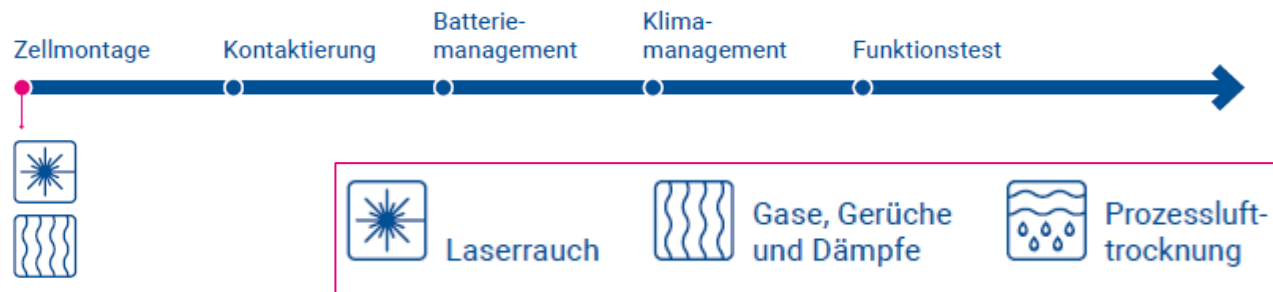 Zellmontage
Kontaktierung
Batterie-
management
Klima-
management
Funktionstest
Laserrauch
Gase, Gerüche
und Dämpfe
Prozessluft-
trocknung